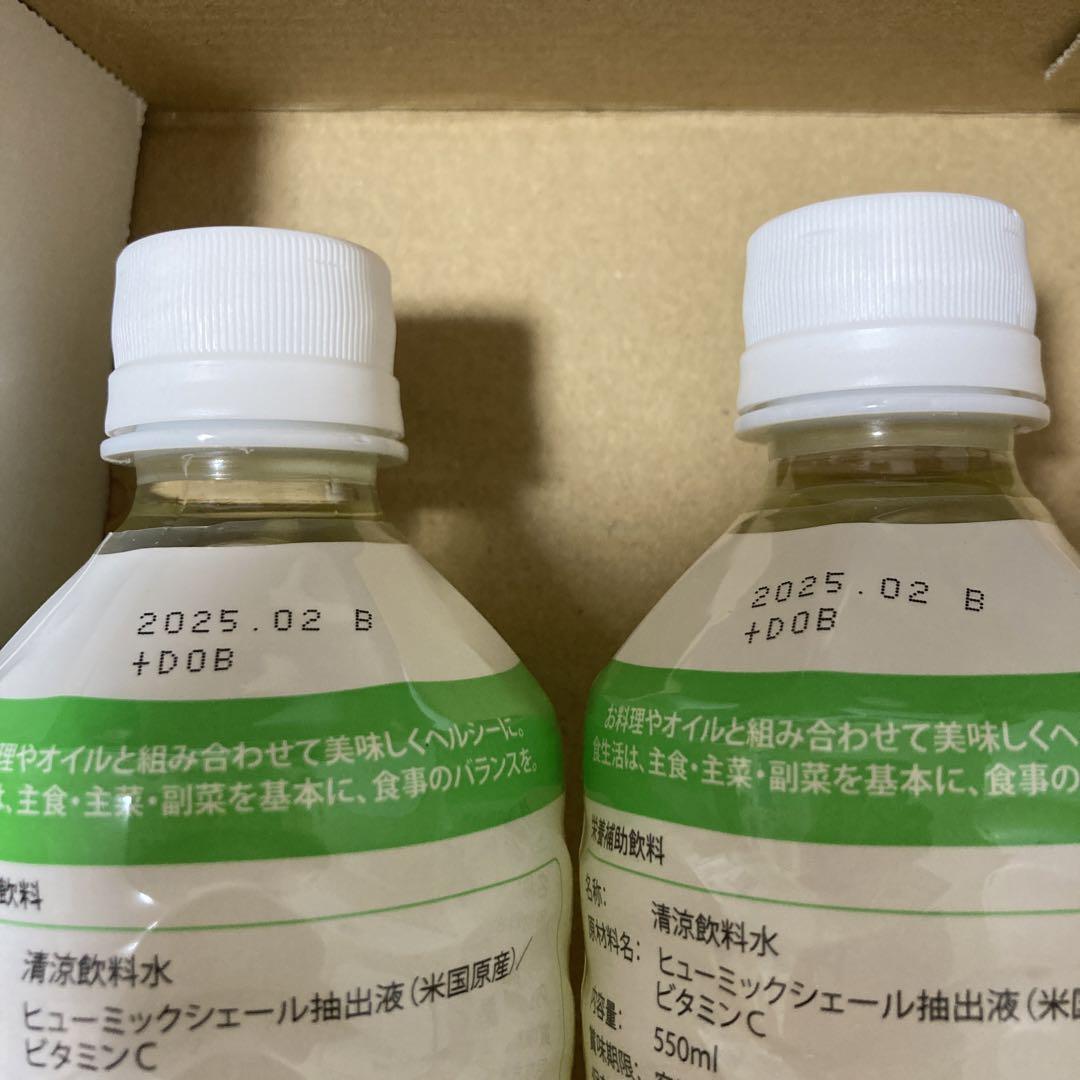 2025.02 B
+D0B
理やオイルと組み合わせて美味しくヘルシーに。
主食・主菜・副菜を基本に、食事のバランスを。
飲料
清涼飲料水
ヒューミックシェール抽出液（米国原産）／
ビタミンC
2025.02 B
+D0B
お料理やオイルと組み合わせて美味しくヘ
食生活は、主食・主菜・副菜を基本に、食事の
栄養補助飲料
名称： 清涼飲料水
原材料名： ヒューミックシェール抽出液（米
ビタミンC
内容量： 550ml
賞味期限：